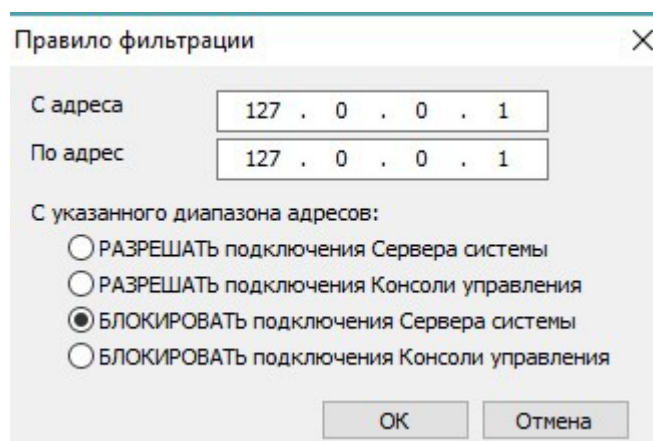 Правило фильтрации
С адреса 127 . 0 . 0 . 1
По адрес 127 . 0 . 0 . 1
С указанного диапазона адресов:
РАЗРЕШАТЬ подключения Сервера системы
РАЗРЕШАТЬ подключения Консоли управления
БЛОКИРОВАТЬ подключения Сервера системы
БЛОКИРОВАТЬ подключения Консоли управления
ОК Отмена